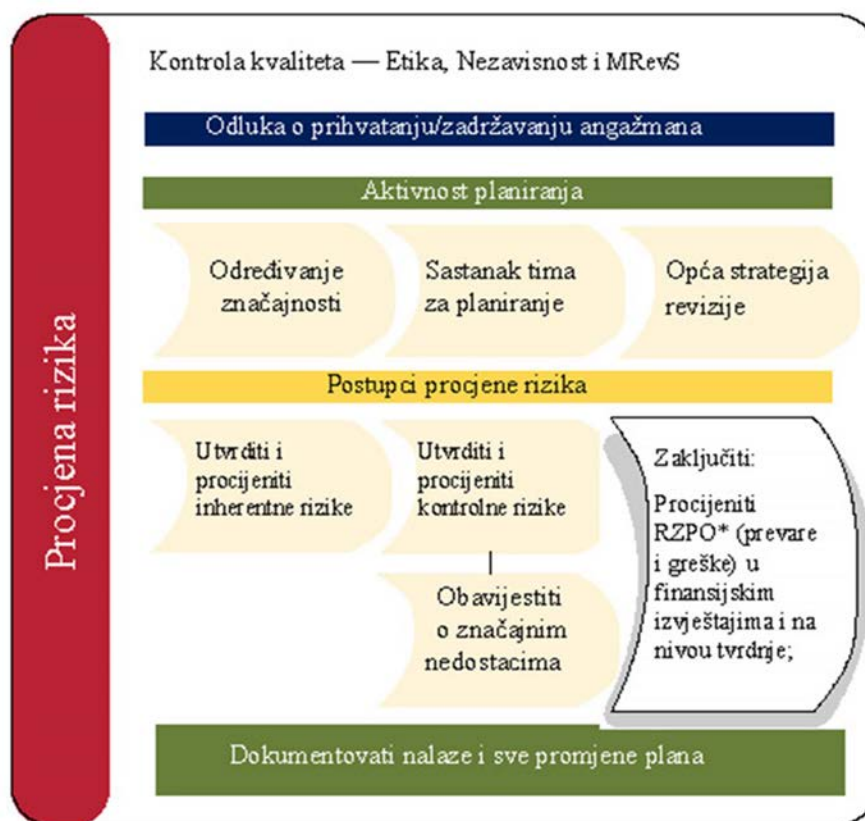 Procjena rizika
Kontrola kvaliteta — Etika, Nezavisnost i MRevS
Odluka o prihvatanju/zadržavanju angažmana
Aktivnost planiranja
Određivanje
značajnosti
Sastanak tima
za planiranje
Opća strategija
revizije
Postupci procjene rizika
Utvrditi i
procijeniti
inherentne rizike
Utvrditi i
procijeniti
kontrolne rizike
Obavijestiti
o značajnim
nedostacima
Zaključiti:
Procijeniti
RZPO* (prevare
i greške) u
finansijskim
izvještajima i na
nivou tvrdnje;
Dokumentovati nalaze i sve promjene plana